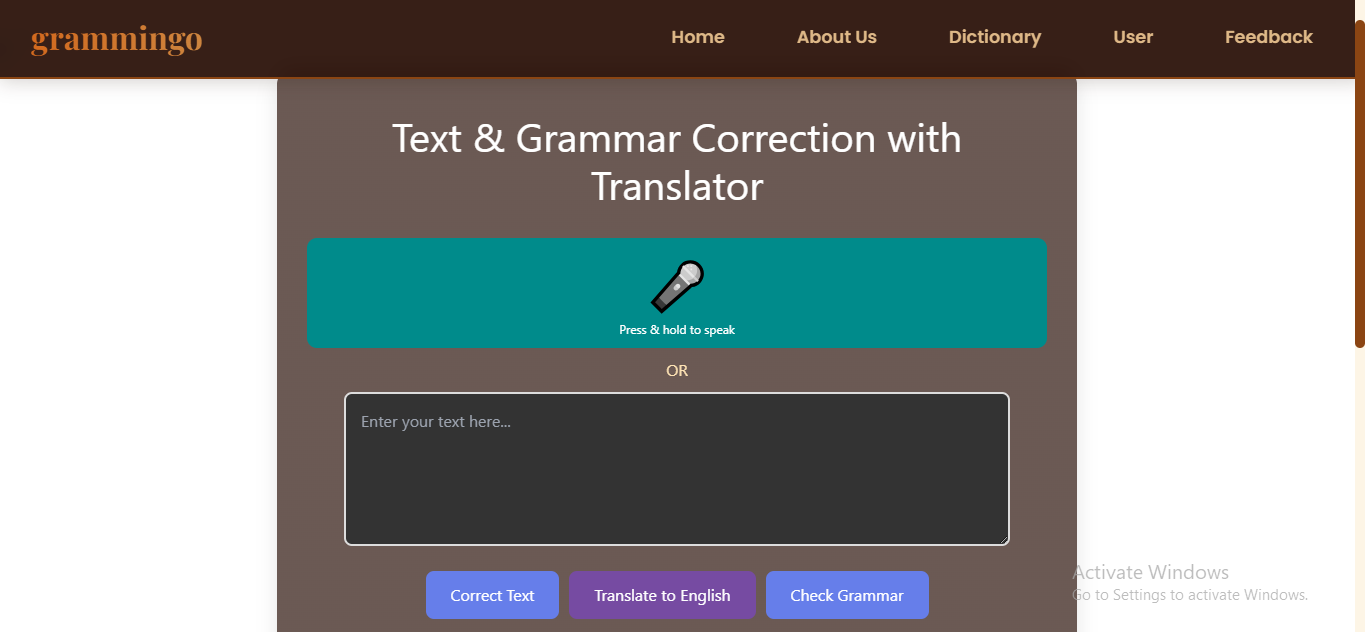 grammingo
Home
About Us
Dictionary
User
Feedback
Text & Grammar Correction with
Translator
Press & hold to speak
OR
Enter your text here...
Correct Text
Translate to English
Check Grammar
Activate Windows
Go to Settings to activate Windows.